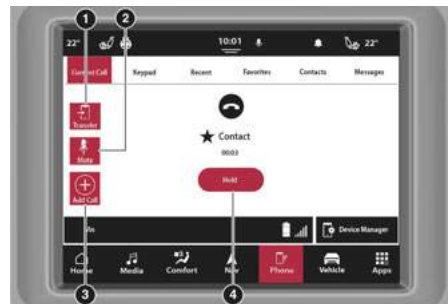 1 2
22° 10:01 22°
Current Call Keypad Recent Favorites Contacts Messages
Transfer
Contact
00:03
Mute
Hold
Add Call
Device Manager
Home Media Comfort Nav Phone Vehicle Apps
3 4